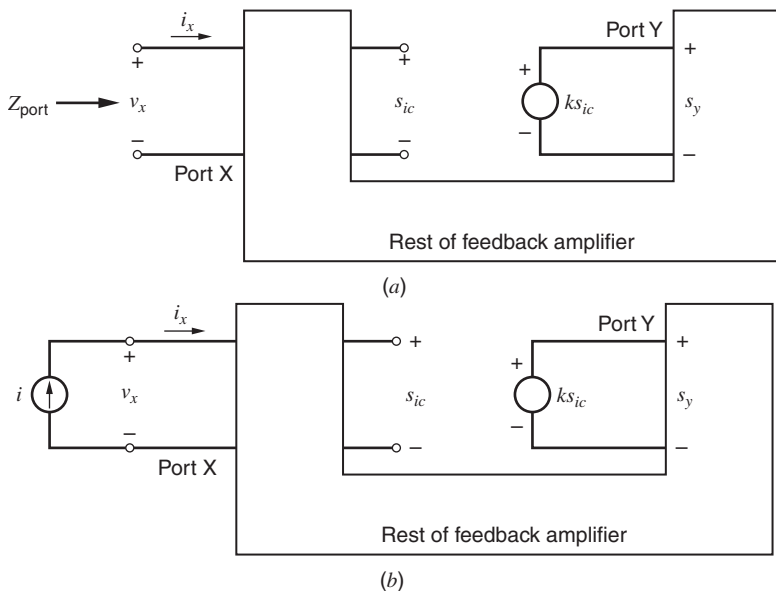 i_x
Port Y
+ + + +
Z_port v_x s_ic ks_ic s_y
− − − −
Port X
Rest of feedback amplifier
(a)
i_x
Port Y
+ + + +
i v_x s_ic ks_ic s_y
− − − −
Port X
Rest of feedback amplifier
(b)